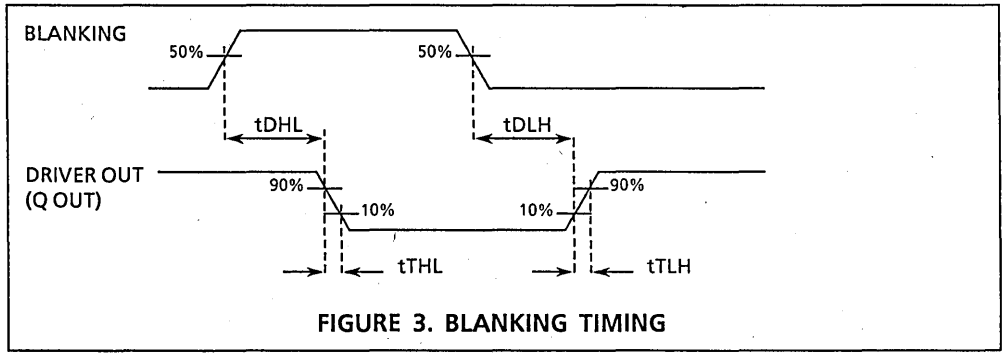 BLANKING
50%
50%
tDHL
tDLH
DRIVER OUT
(Q OUT)
90%
10%
10%
90%
tTHL
tTLH
FIGURE 3. BLANKING TIMING